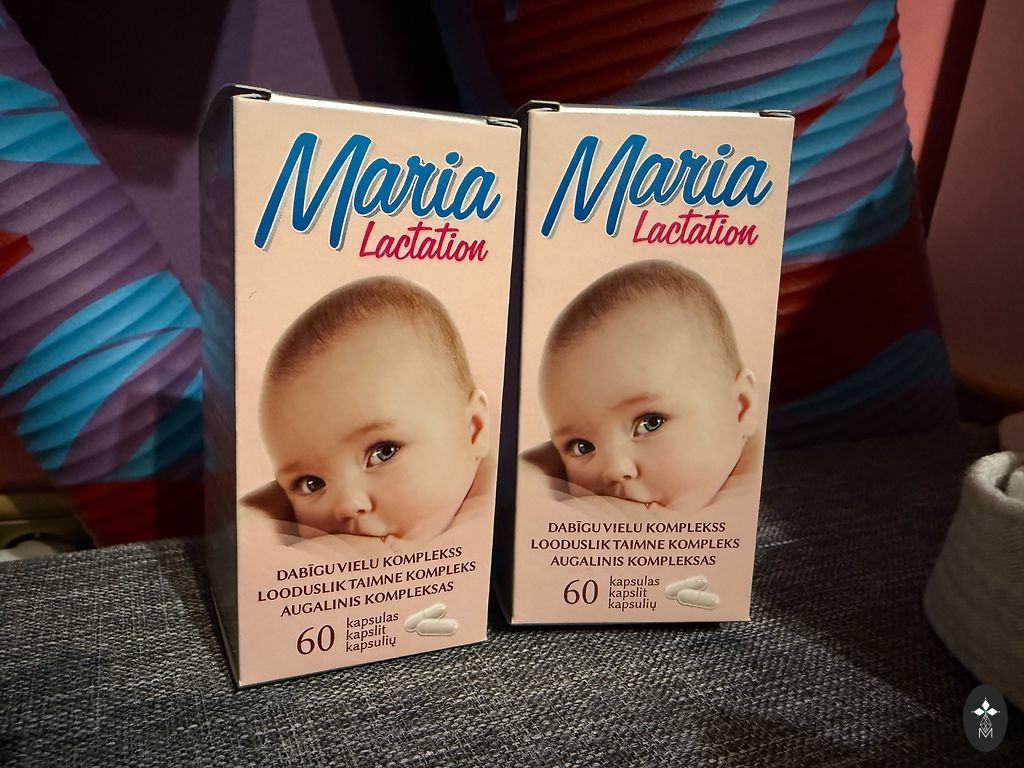 Maria
Lactation
DABĪGU VIELU KOMPLEKSS
LOODUSLIK TAIMNE KOMPLEKS
AUGALINIS KOMPLEKSAS
60 kapsulas
kapslit
kapsulių
Maria
Lactation
DABĪGU VIELU KOMPLEKSS
LOODUSLIK TAIMNE KOMPLEKS
AUGALINIS KOMPLEKSAS
60 kapsulas
kapslit
kapsulių
M